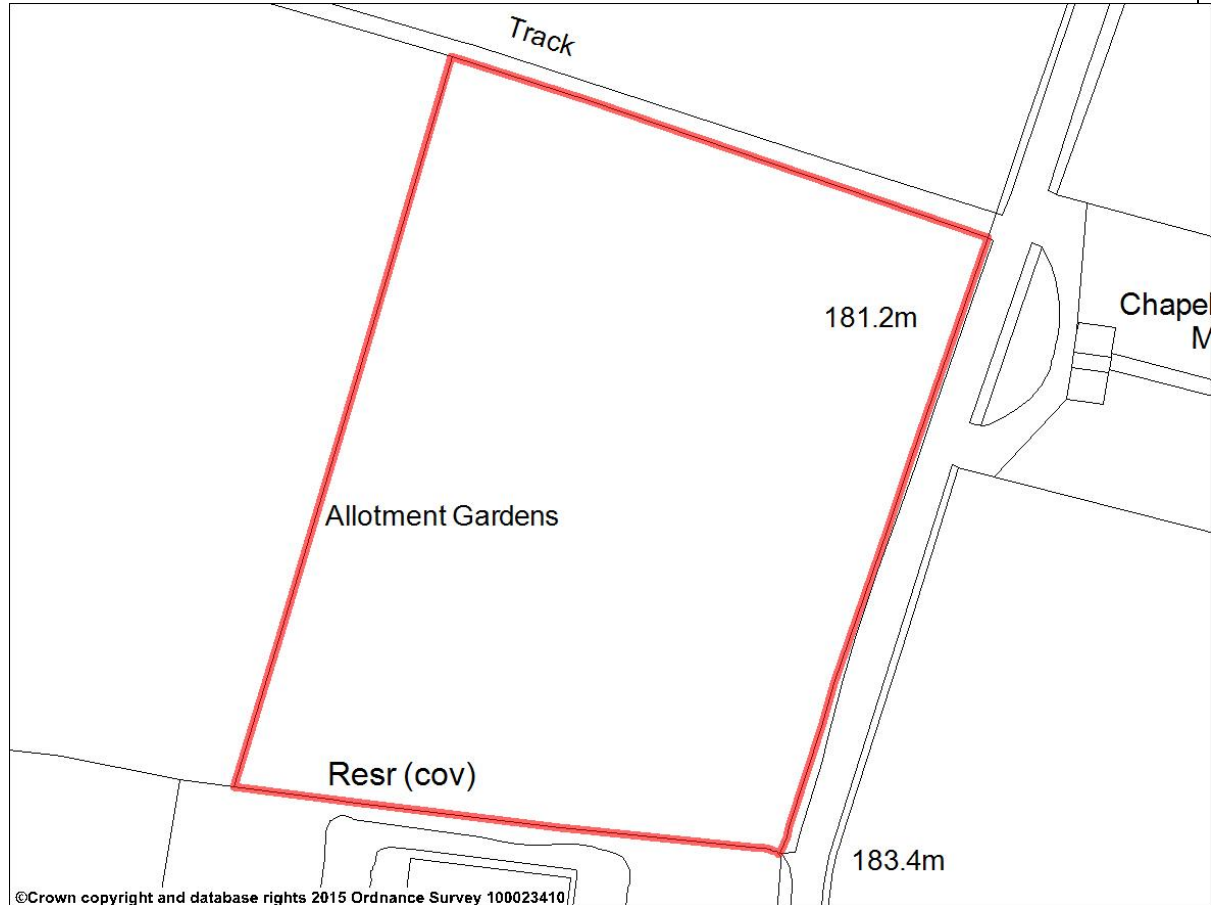 Track
181.2m
Chapel
M
Allotment Gardens
Resr (cov)
183.4m
©Crown copyright and database rights 2015 Ordnance Survey 100023410